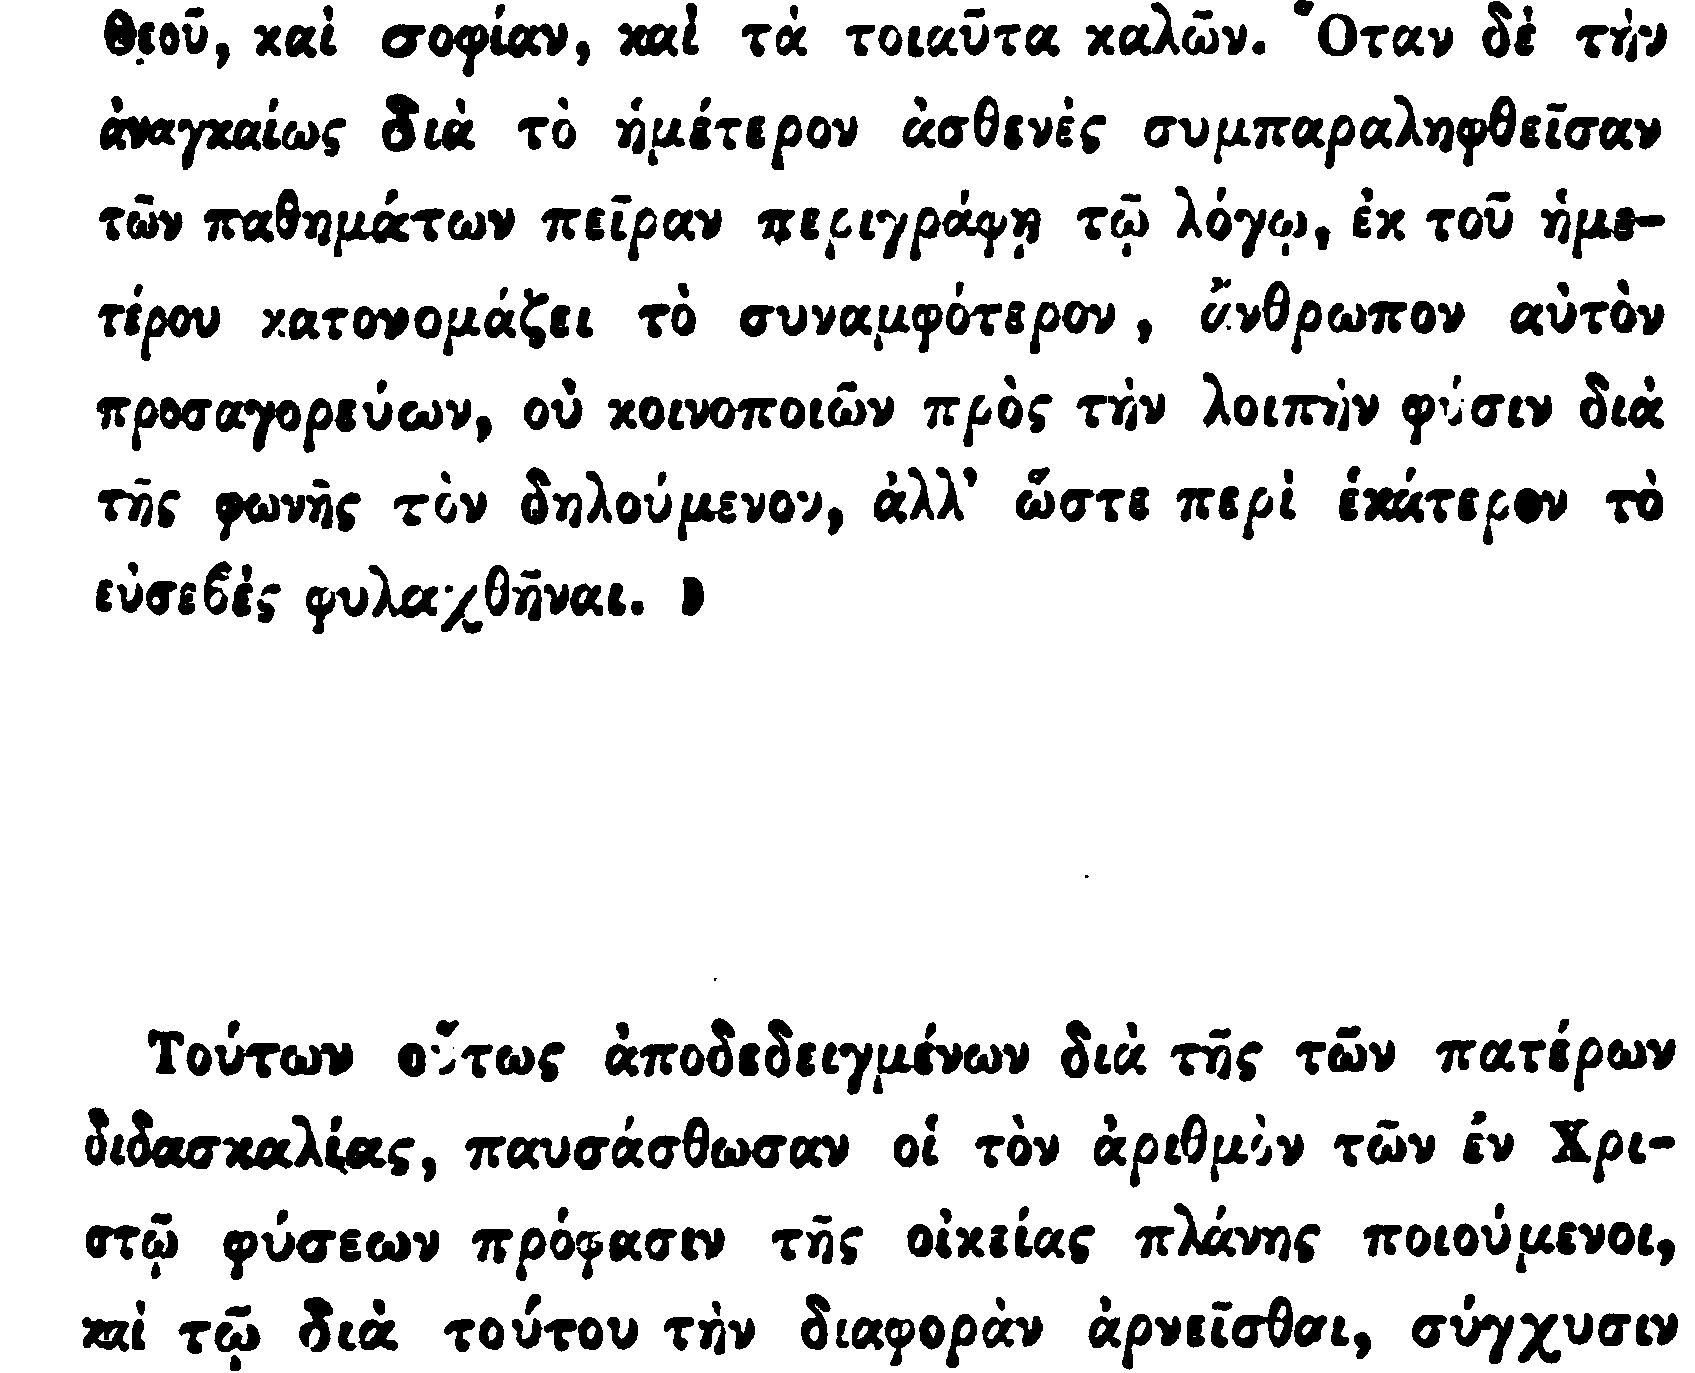 Θεοῦ, καὶ σοφίαν, καὶ τὰ τοιαῦτα καλῶν. Ὅταν δὲ τὴν
ἀναγκαίως διὰ τὸ ἡμέτερον ἀσθενὲς συμπαραληφθεῖσαν
τῶν παθημάτων πεῖραν περιγράφῃ τῷ λόγῳ, ἐκ τοῦ ἡμε-
τέρου κατονομάζει τὸ συναμφότερον, ἄνθρωπον αὐτὸν
προσαγορεύων, οὐ κοινοποιῶν πρὸς τὴν λοιπὴν φύσιν διὰ
τῆς φωνῆς τὸν δηλούμενον, ἀλλ' ὥστε περὶ ἑκάτερον τὸ
εὐσεβὲς φυλαχθῆναι. »
Τούτων οὕτως ἀποδεδειγμένων διὰ τῆς τῶν πατέρων
διδασκαλίας, παυσάσθωσαν οἱ τὸν ἀριθμὸν τῶν ἐν Χρι-
στῷ φύσεων πρόφασιν τῆς οἰκείας πλάνης ποιούμενοι,
καὶ τῷ διὰ τούτου τὴν διαφορὰν ἀρνεῖσθαι, σύγχυσιν